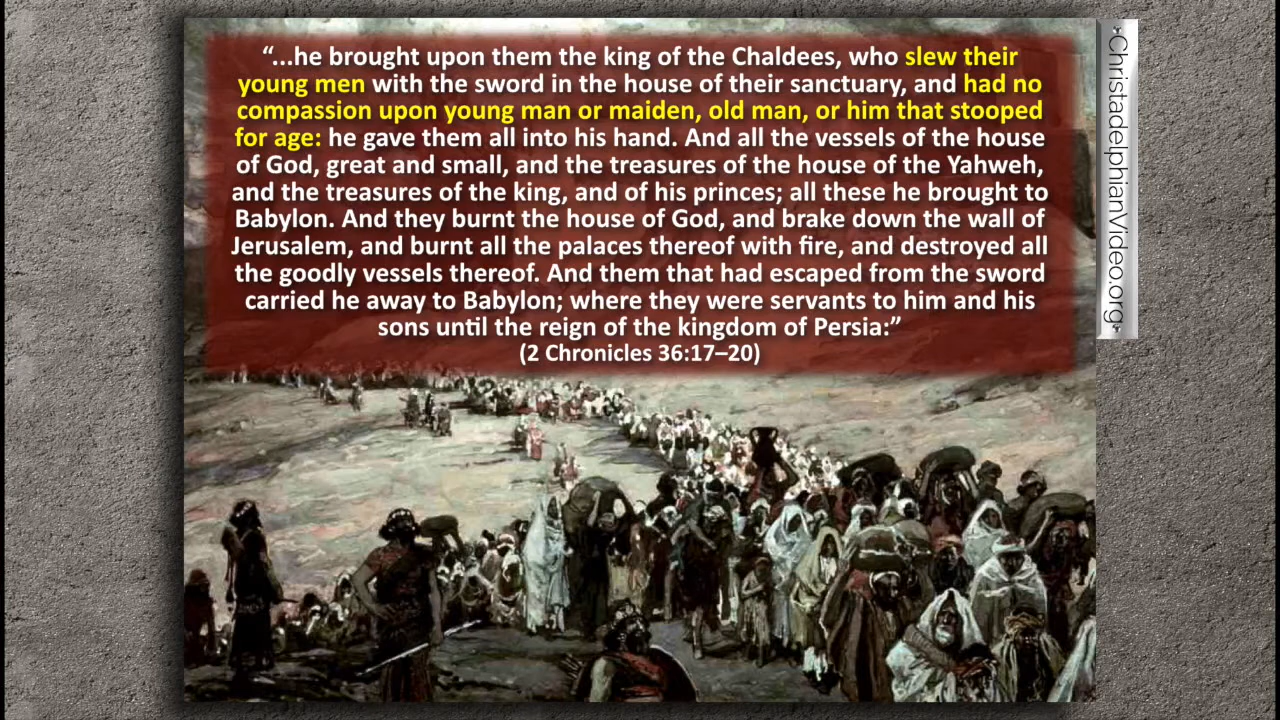 “...he brought upon them the king of the Chaldees, who slew their
young men with the sword in the house of their sanctuary, and had no
compassion upon young man or maiden, old man, or him that stooped
for age: he gave them all into his hand. And all the vessels of the house
of God, great and small, and the treasures of the house of the Yahweh,
and the treasures of the king, and of his princes; all these he brought to
Babylon. And they burnt the house of God, and brake down the wall of
Jerusalem, and burnt all the palaces thereof with fire, and destroyed all
the goodly vessels thereof. And them that had escaped from the sword
carried he away to Babylon; where they were servants to him and his
sons until the reign of the kingdom of Persia:”
(2 Chronicles 36:17–20)
ChristadelphianVideo.org